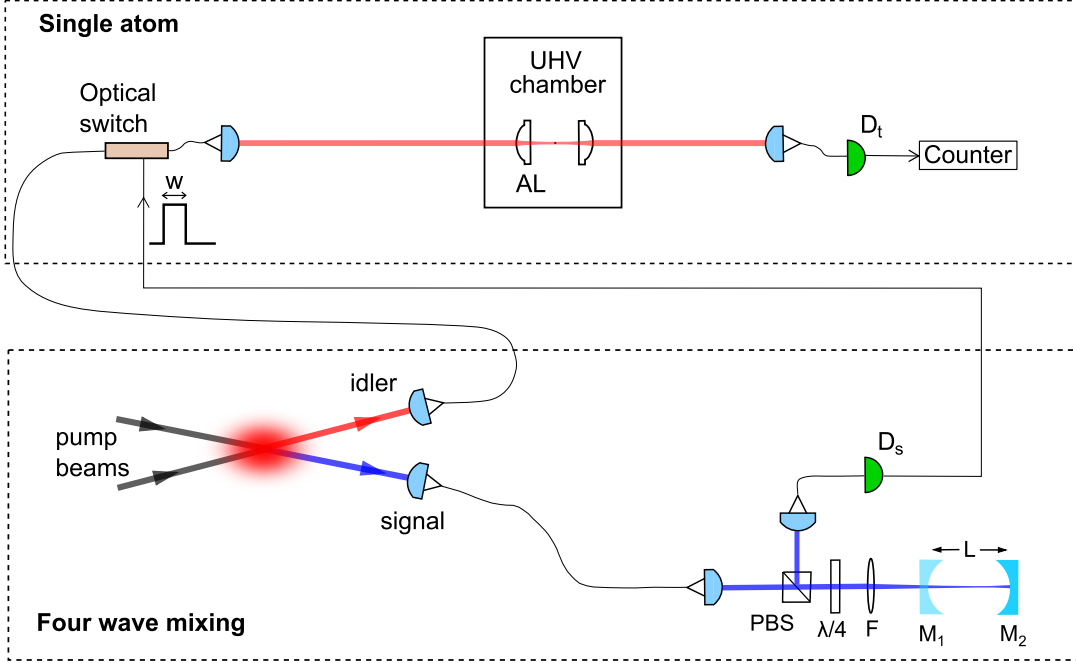 Single atom
Optical
switch
w
UHV
chamber
AL
Dt
Counter
idler
pump
beams
signal
Ds
L
PBS
λ/4
F
M1
M2
Four wave mixing